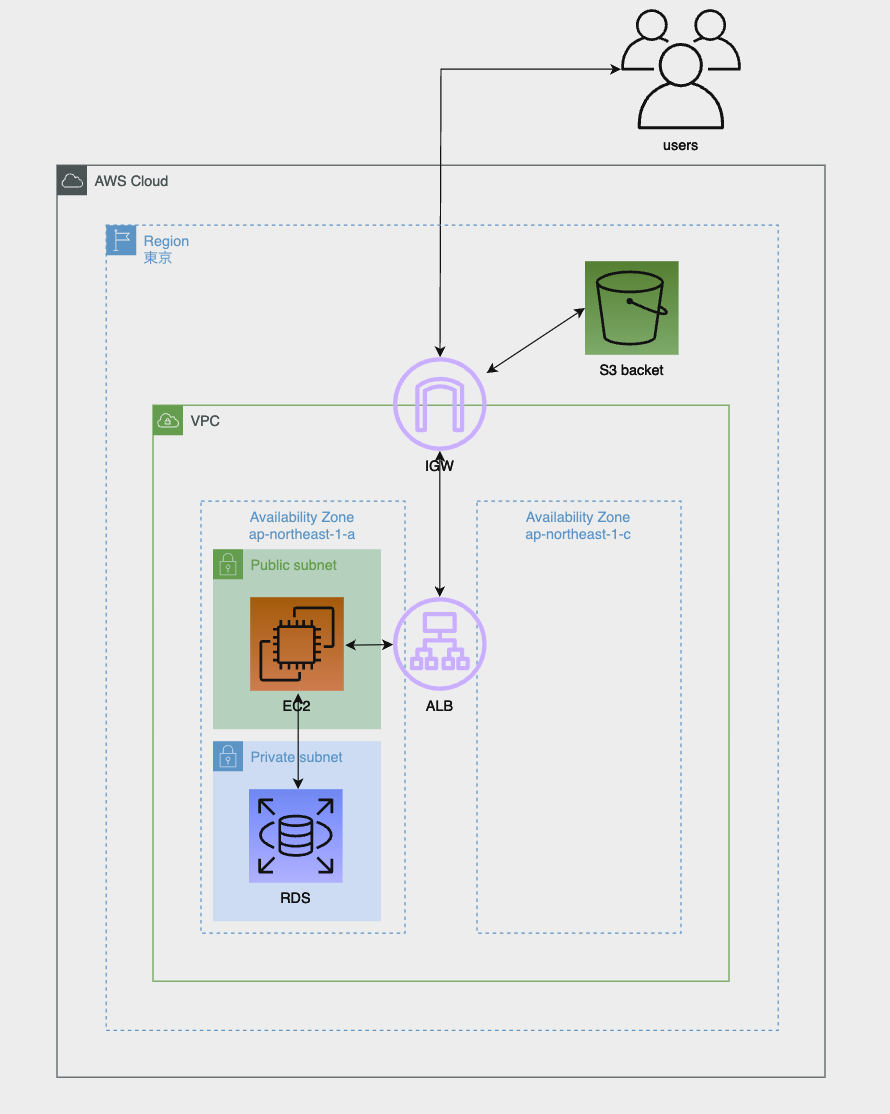 users
AWS Cloud
Region
東京
S3 backet
VPC
IGW
Availability Zone
ap-northeast-1-a
Availability Zone
ap-northeast-1-c
Public subnet
EC2
ALB
Private subnet
RDS